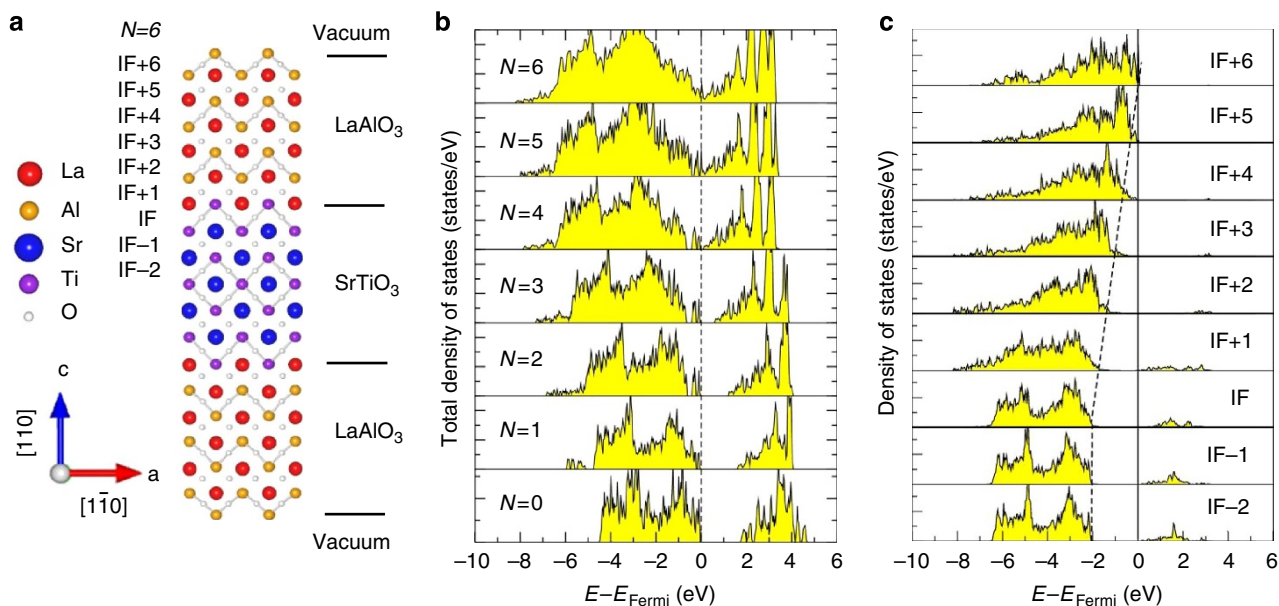 a
N=6
Vacuum
IF+6
IF+5
IF+4
IF+3
IF+2
IF+1
IF
IF−1
IF−2
LaAlO3
SrTiO3
LaAlO3
Vacuum
La
Al
Sr
Ti
O
c
[110]
a
[11̄0]
b
Total density of states (states/eV)
N=6
N=5
N=4
N=3
N=2
N=1
N=0
−10 −8 −6 −4 −2 0 2 4 6
E−EFermi (eV)
c
Density of states (states/eV)
IF+6
IF+5
IF+4
IF+3
IF+2
IF+1
IF
IF−1
IF−2
−10 −8 −6 −4 −2 0 2 4 6
E−EFermi (eV)